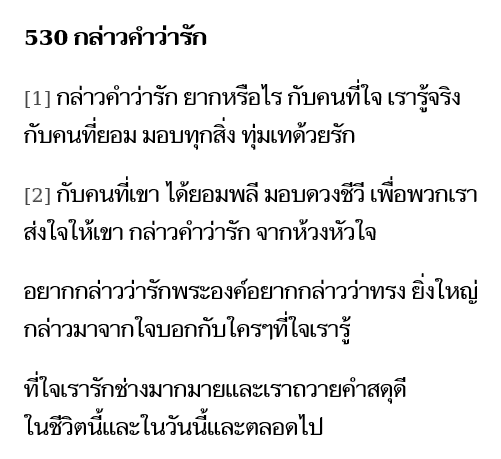 530 กล่าวคำว่ารัก
[1] กล่าวคำว่ารัก ยากหรือไร กับคนที่ใจ เรารู้จริง
กับคนที่ยอม มอบทุกสิ่ง ทุ่มเทด้วยรัก
[2] กับคนที่เขา ได้ยอมพลี มอบดวงชีวี เพื่อพวกเรา
ส่งใจให้เขา กล่าวคำว่ารัก จากห้วงหัวใจ
อยากกล่าวว่ารักพระองค์อยากกล่าวว่าทรง ยิ่งใหญ่
กล่าวมาจากใจบอกกับใครๆที่ใจเรารู้
ที่ใจเรารักช่างมากมายและเราถวายคำสดุดี
ในชีวิตนี้และในวันนี้และตลอดไป